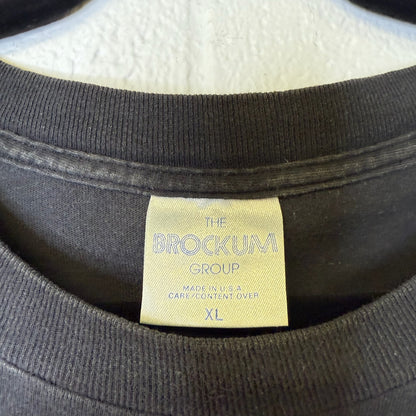 THE
BROCKUM
GROUP
MADE IN U.S.A.
CARE/CONTENT OVER
XL